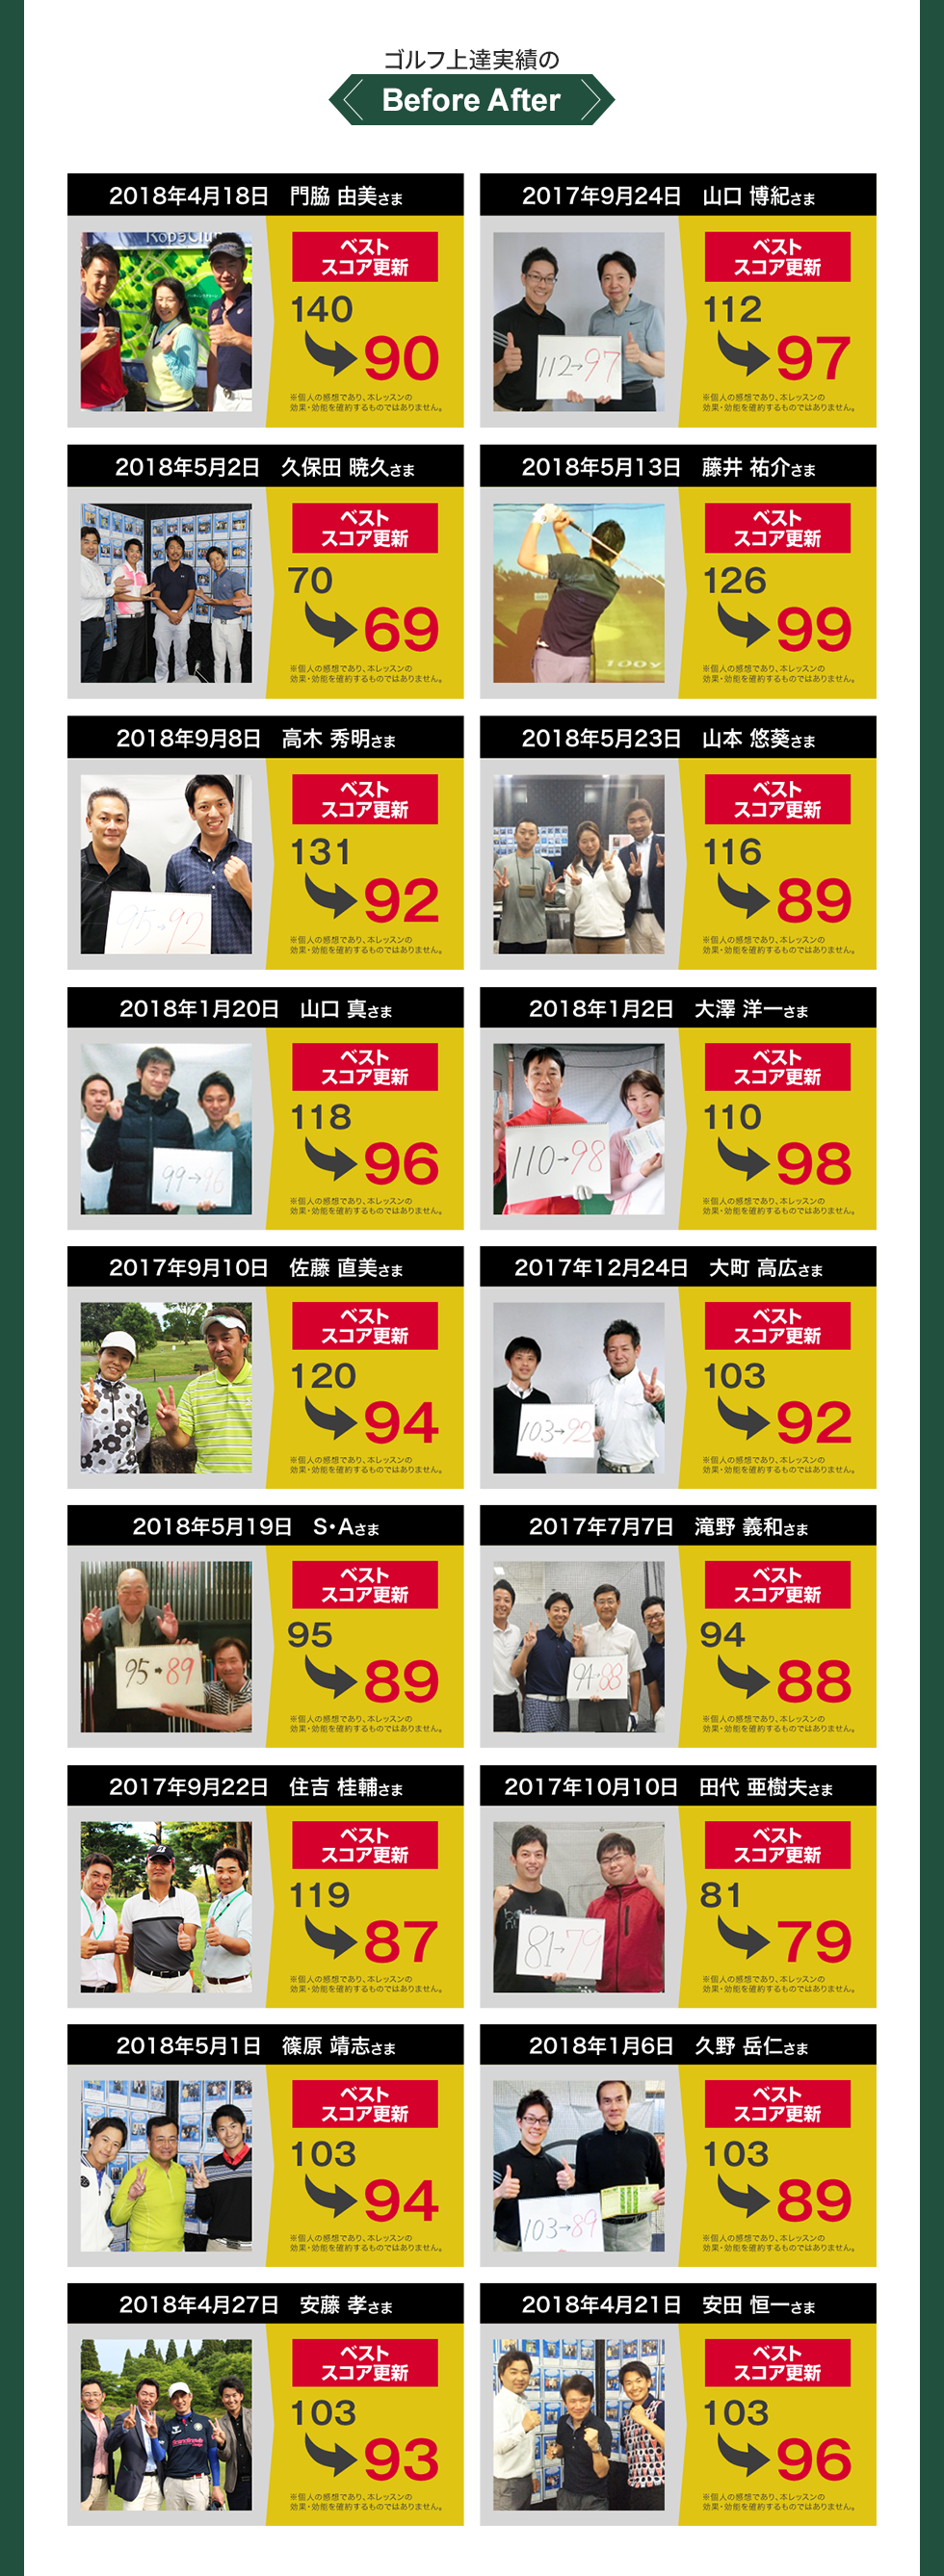 ゴルフ上達実績の
Before After
2018年4月18日 門脇 由美さま
ベスト
スコア更新
140
90
※個人の感想であり、本レッスンの
効果・効能を確約するものではありません。
2017年9月24日 山口 博紀さま
112→97
ベスト
スコア更新
112
97
※個人の感想であり、本レッスンの
効果・効能を確約するものではありません。
2018年5月2日 久保田 暁久さま
ベスト
スコア更新
70
69
※個人の感想であり、本レッスンの
効果・効能を確約するものではありません。
2018年5月13日 藤井 祐介さま
100y
ベスト
スコア更新
126
99
※個人の感想であり、本レッスンの
効果・効能を確約するものではありません。
2018年9月8日 高木 秀明さま
95→92
ベスト
スコア更新
131
92
※個人の感想であり、本レッスンの
効果・効能を確約するものではありません。
2018年5月23日 山本 悠葵さま
ベスト
スコア更新
116
89
※個人の感想であり、本レッスンの
効果・効能を確約するものではありません。
2018年1月20日 山口 真さま
99→96
ベスト
スコア更新
118
96
※個人の感想であり、本レッスンの
効果・効能を確約するものではありません。
2018年1月2日 大澤 洋一さま
110→98
ベスト
スコア更新
110
98
※個人の感想であり、本レッスンの
効果・効能を確約するものではありません。
2017年9月10日 佐藤 直美さま
ベスト
スコア更新
120
94
※個人の感想であり、本レッスンの
効果・効能を確約するものではありません。
2017年12月24日 大町 高広さま
103→92
ベスト
スコア更新
103
92
※個人の感想であり、本レッスンの
効果・効能を確約するものではありません。
2018年5月19日 S・Aさま
95→89
ベスト
スコア更新
95
89
※個人の感想であり、本レッスンの
効果・効能を確約するものではありません。
2017年7月7日 滝野 義和さま
94→88
ベスト
スコア更新
94
88
※個人の感想であり、本レッスンの
効果・効能を確約するものではありません。
2017年9月22日 住吉 桂輔さま
ベスト
スコア更新
119
87
※個人の感想であり、本レッスンの
効果・効能を確約するものではありません。
2017年10月10日 田代 亜樹夫さま
81→79
ベスト
スコア更新
81
79
※個人の感想であり、本レッスンの
効果・効能を確約するものではありません。
2018年5月1日 篠原 靖志さま
ベスト
スコア更新
103
94
※個人の感想であり、本レッスンの
効果・効能を確約するものではありません。
2018年1月6日 久野 岳仁さま
103→89
ベスト
スコア更新
103
89
※個人の感想であり、本レッスンの
効果・効能を確約するものではありません。
2018年4月27日 安藤 孝さま
ベスト
スコア更新
103
93
※個人の感想であり、本レッスンの
効果・効能を確約するものではありません。
2018年4月21日 安田 恒一さま
ベスト
スコア更新
103
96
※個人の感想であり、本レッスンの
効果・効能を確約するものではありません。